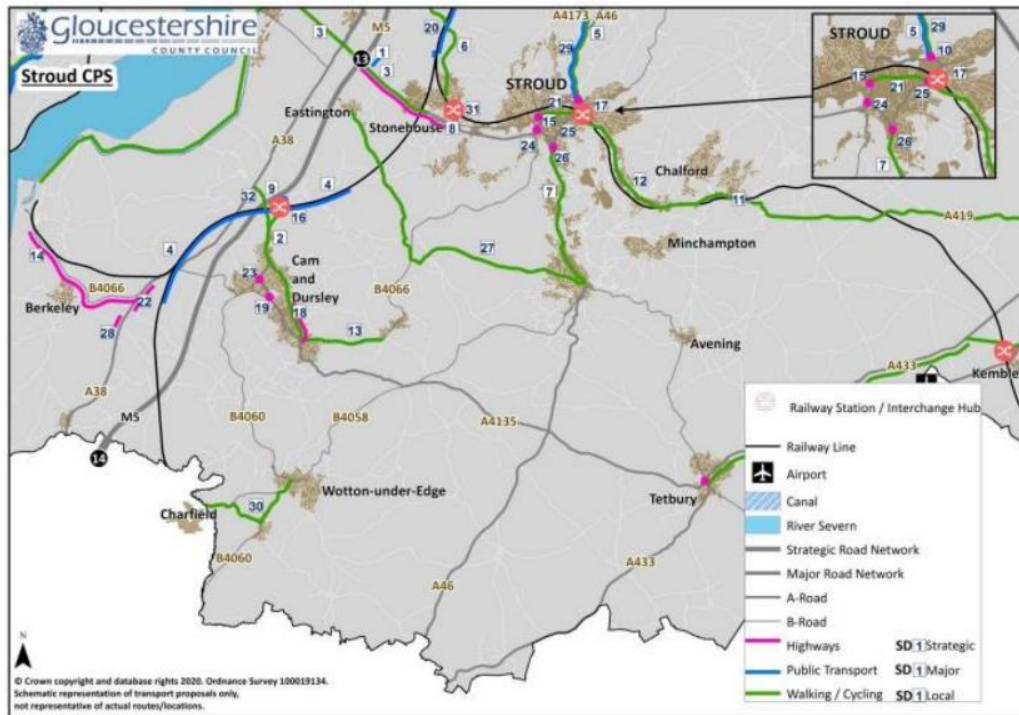 Gloucestershire
COUNTY COUNCIL
Stroud CPS
3
1
13
3
M5
20
6
A4173
A46
29
5
STROUD
21
17
31
15
8
24
25
26
Eastington
Stonehouse
A38
32
9
4
16
2
4
7
12
Chalford
11
A419
Minchampton
27
14
B4066
Berkeley
22
28
23
Cam
and
Dursley
19
18
13
B4066
Avening
A433
Kemble
A38
M5
14
B4060
B4058
A4135
Wotton-under-Edge
Charfield
30
B4060
Tetbury
A46
A433
STROUD
5
29
10
15
21
17
24
25
26
7
Railway Station / Interchange Hub
Railway Line
Airport
Canal
River Severn
Strategic Road Network
Major Road Network
A-Road
B-Road
Highways SD 1 Strategic
Public Transport SD 1 Major
Walking / Cycling SD 1 Local
N
© Crown copyright and database rights 2020. Ordnance Survey 100019134.
Schematic representation of transport proposals only,
not representative of actual routes/locations.